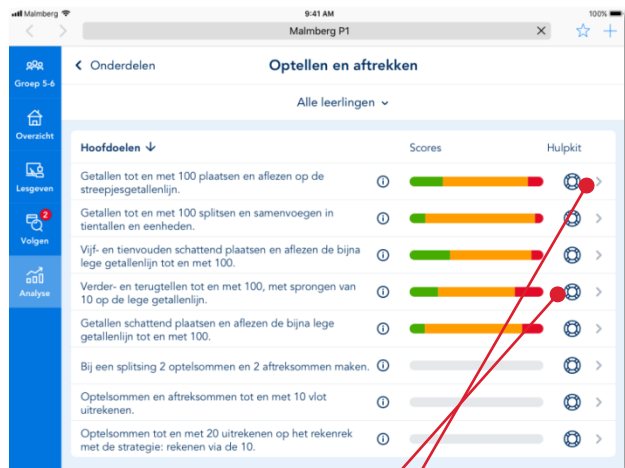 Malmberg
9:41 AM
100%
Malmberg P1
Groep 5-6
Overzicht
Lesgeven
2
Volgen
Analyse
Onderdelen
Optellen en aftrekken
Alle leerlingen
Hoofdoelen
Scores
Hulpkit
Getallen tot en met 100 plaatsen en aflezen op de
streepjesgetallenlijn.
Getallen tot en met 100 splitsen en samenvoegen in
tientallen en eenheden.
Vijf- en tienvouden schattend plaatsen en aflezen de bijna
lege getallenlijn tot en met 100.
Verder- en terugtellen tot en met 100, met sprongen van
10 op de lege getallenlijn.
Getallen schattend plaatsen en aflezen de bijna lege
getallenlijn tot en met 100.
Bij een splitsing 2 optelsommen en 2 aftreksommen maken.
Optelsommen en aftreksommen tot en met 10 vlot
uitrekenen.
Optelsommen tot en met 20 uitrekenen op het rekenrek
met de strategie: rekenen via de 10.